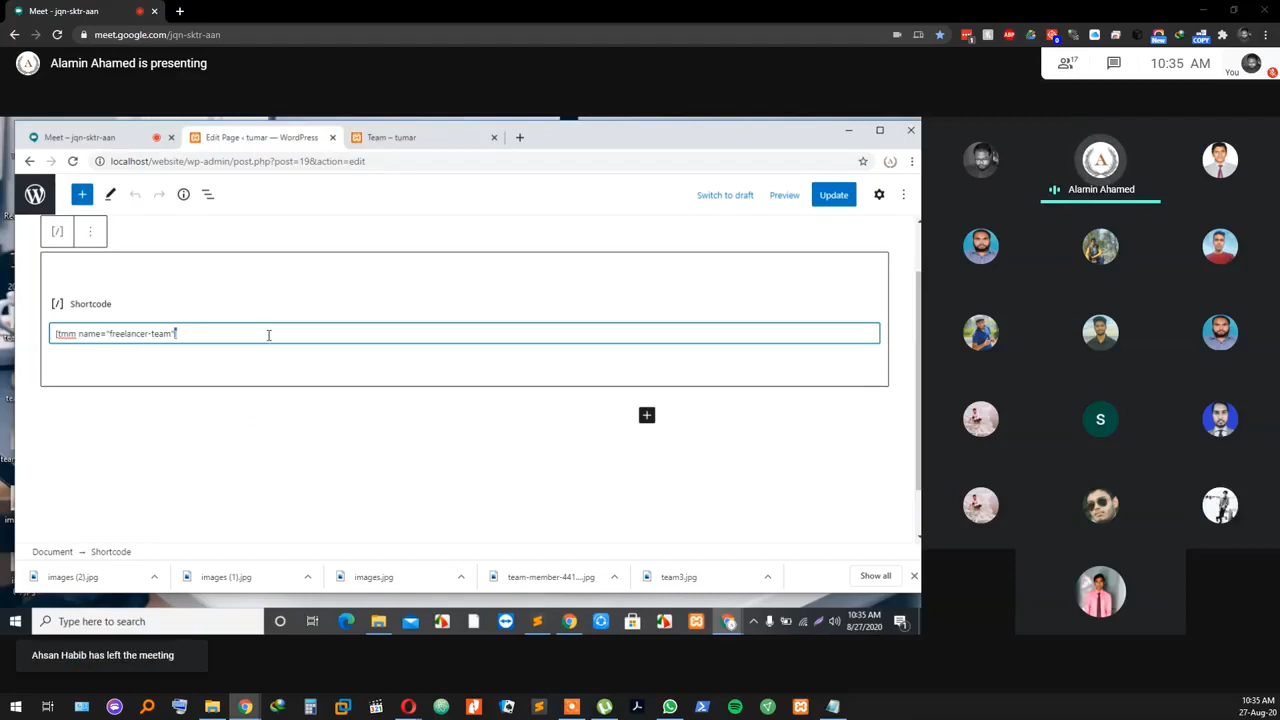 Meet - jqn-sktr-aan
meet.google.com/jqn-sktr-aan
Alamin Ahamed is presenting
17
10:35 AM
You
New
COPY
Meet – jqn-sktr-aan
Edit Page ‹ tumar — WordPress
Team – tumar
localhost/website/wp-admin/post.php?post=19&action=edit
Switch to draft
Preview
Update
[/]
[/] Shortcode
[tmm name="freelancer-team"]
Document → Shortcode
images (2).jpg
images (1).jpg
images.jpg
team-member-441....jpg
team3.jpg
Show all
Type here to search
10:35 AM
8/27/2020
Alamin Ahamed
S
Ahsan Habib has left the meeting
10:35 AM
27-Aug-20